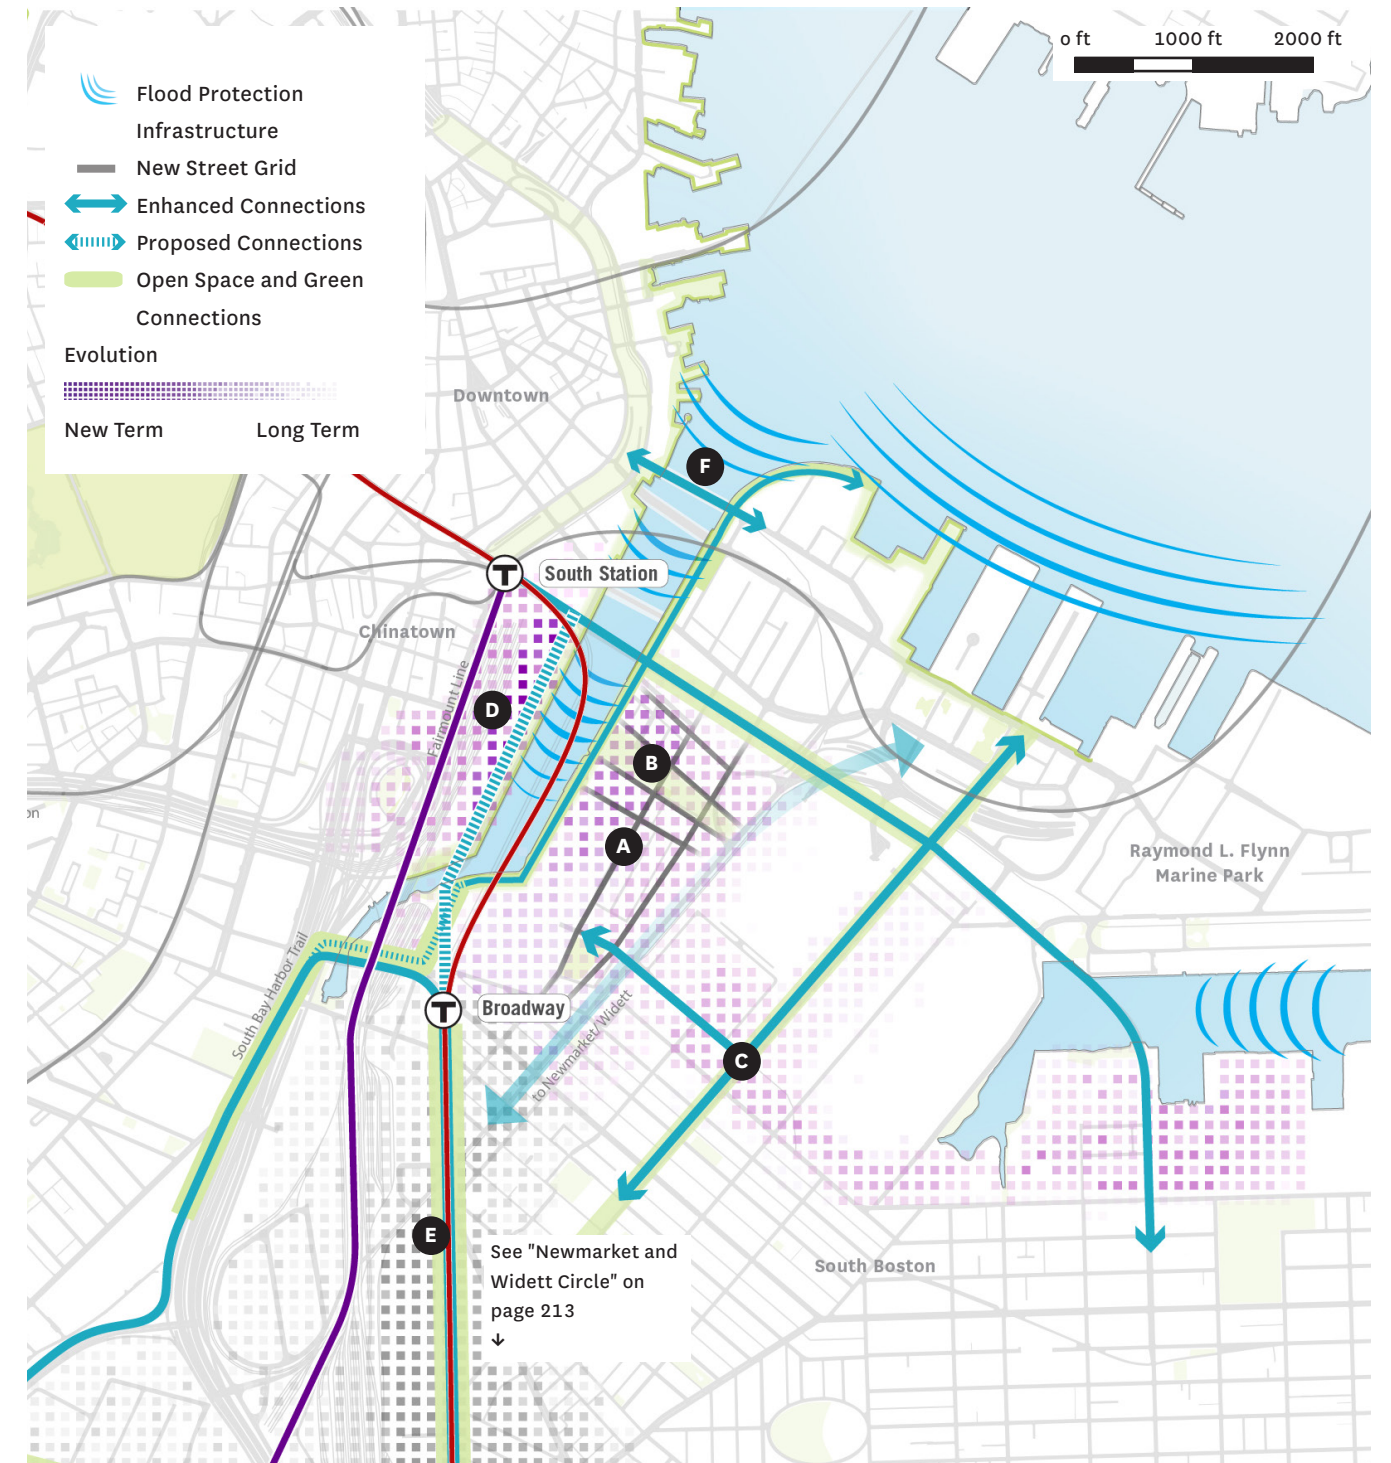 0 ft 1000 ft 2000 ft
Flood Protection
Infrastructure
New Street Grid
Enhanced Connections
Proposed Connections
Open Space and Green
Connections
Evolution
New Term Long Term
Downtown
F
T
South Station
Chinatown
Fairmount Line
D
B
A
on
Raymond L. Flynn
Marine Park
South Bay Harbor Trail
T
Broadway
to Newmarket/Widett
C
E
See "Newmarket and
Widett Circle" on
page 213
↓
South Boston